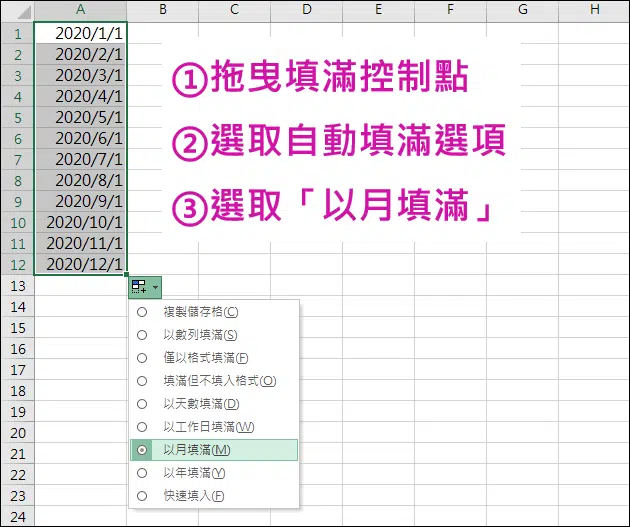 A B C D E F G H
1 2020/1/1
2 2020/2/1
3 2020/3/1
4 2020/4/1
5 2020/5/1
6 2020/6/1
7 2020/7/1
8 2020/8/1
9 2020/9/1
10 2020/10/1
11 2020/11/1
12 2020/12/1
①拖曳填滿控制點
②選取自動填滿選項
③選取「以月填滿」
13
14 複製儲存格(C)
15 以數列填滿(S)
16 僅以格式填滿(F)
17 填滿但不填入格式(O)
18 以天數填滿(D)
19
20 以工作日填滿(W)
21 以月填滿(M)
22 以年填滿(Y)
23 快速填入(F)
24